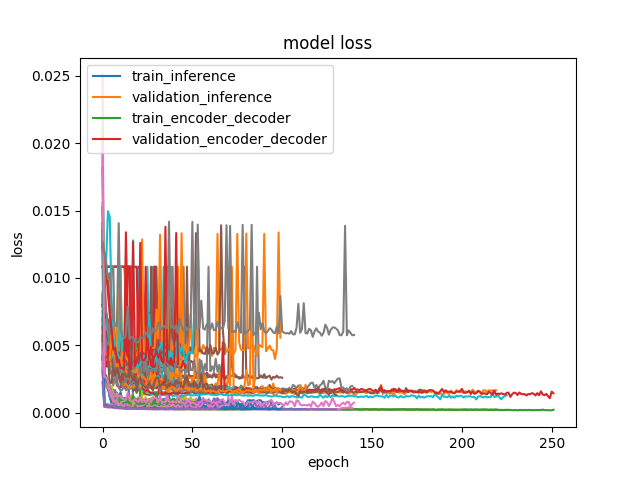 model loss
train_inference
validation_inference
train_encoder_decoder
validation_encoder_decoder
loss
0.025
0.020
0.015
0.010
0.005
0.000
0 50 100 150 200 250
epoch